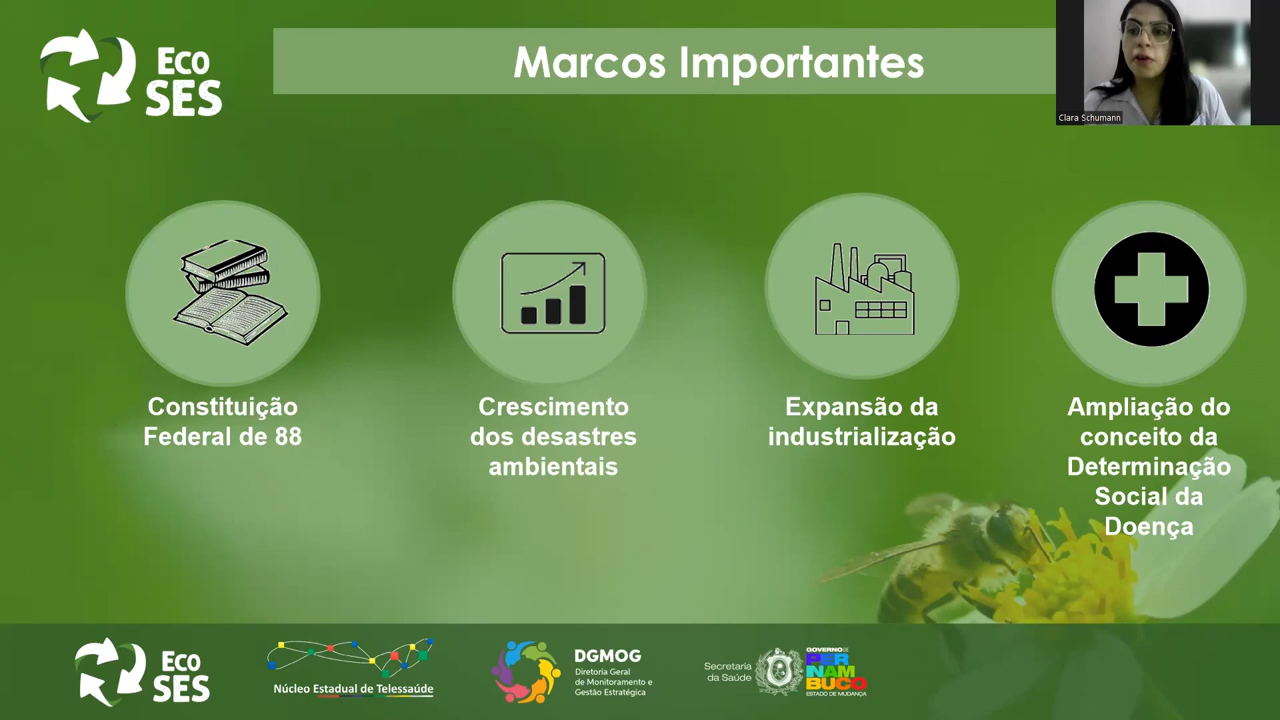 Eco
SES
Marcos Importantes
Clara Schumann
Constituição
Federal de 88
Crescimento
dos desastres
ambientais
Expansão da
industrialização
Ampliação do
conceito da
Determinação
Social da
Doença
Eco
SES
Núcleo Estadual de Telessaúde
DGMOG
Diretoria Geral
de Monitoramento e
Gestão Estratégica
Secretaria
da Saúde
GOVERNO DE
PER
NAM
BUCO
ESTADO DE MUDANÇA